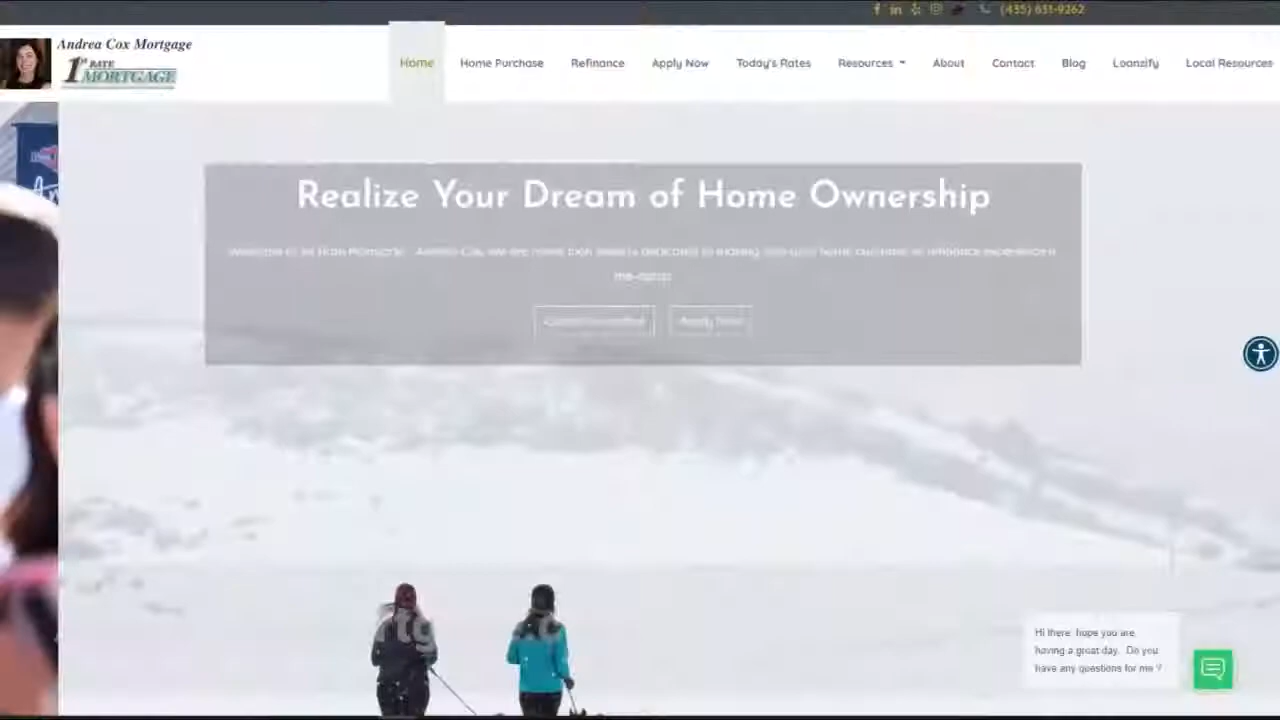 (435) 631-9262
Andrea Cox Mortgage
1st RATE
MORTGAGE
Home
Home Purchase
Refinance
Apply Now
Today's Rates
Resources
About
Contact
Blog
Loanzify
Local Resources
Realize Your Dream of Home Ownership
Apply Now
Hi there hope you are
having a great day. Do you
have any questions for me ?